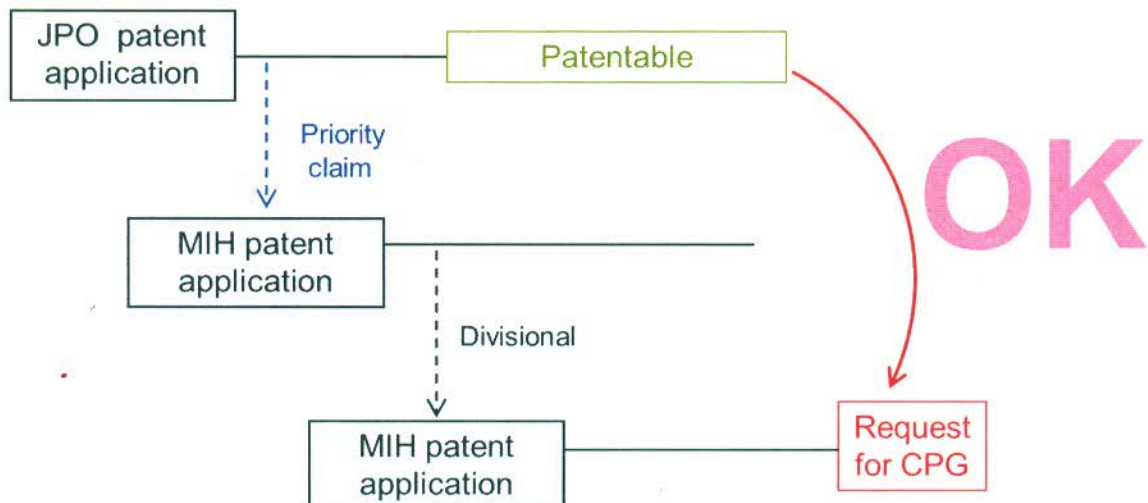 JPO patent
application
Patentable
Priority
claim
OK
MIH patent
application
Divisional
MIH patent
application
Request
for CPG